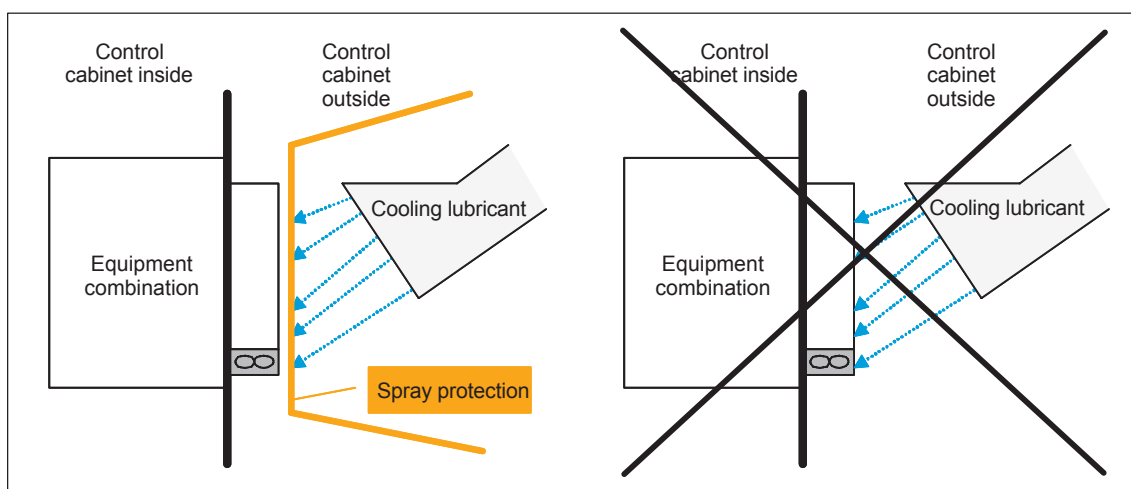 Control
cabinet inside
Control
cabinet
outside
Cooling lubricant
Equipment
combination
Spray protection
Control
cabinet inside
Control
cabinet
outside
Cooling lubricant
Equipment
combination